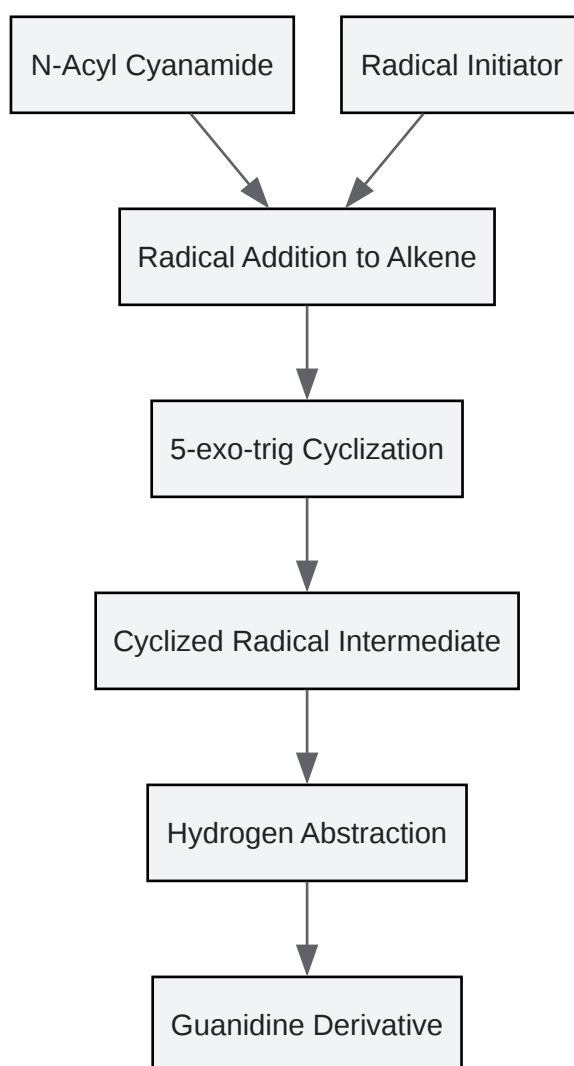 N-Acyl Cyanamide
Radical Initiator
Radical Addition to Alkene
5-exo-trig Cyclization
Cyclized Radical Intermediate
Hydrogen Abstraction
Guanidine Derivative